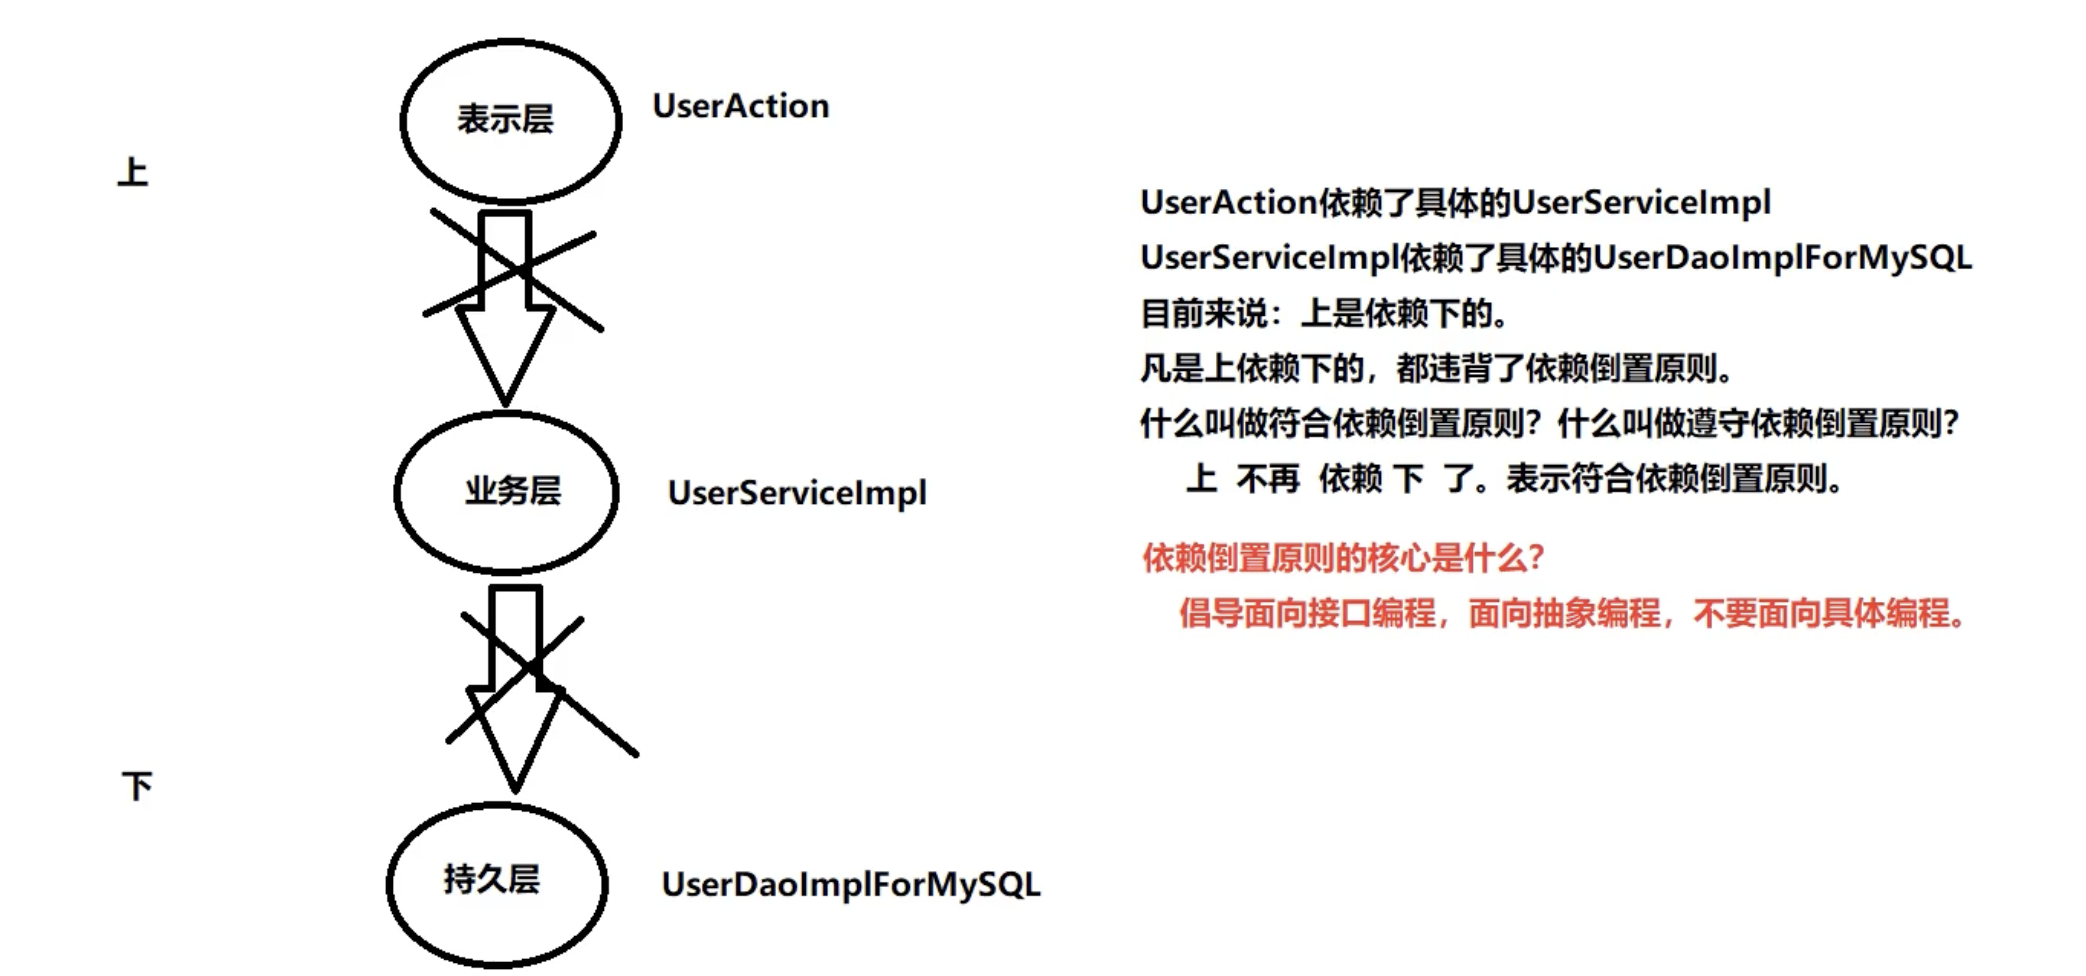 表示层
UserAction
上
业务层
UserServiceImpl
下
持久层
UserDaoImplForMySQL
UserAction依赖了具体的UserServiceImpl
UserServiceImpl依赖了具体的UserDaoImplForMySQL
目前来说：上是依赖下的。
凡是上依赖下的，都违背了依赖倒置原则。
什么叫做符合依赖倒置原则？什么叫做遵守依赖倒置原则？
上 不再 依赖 下 了。表示符合依赖倒置原则。
依赖倒置原则的核心是什么？
倡导面向接口编程，面向抽象编程，不要面向具体编程。